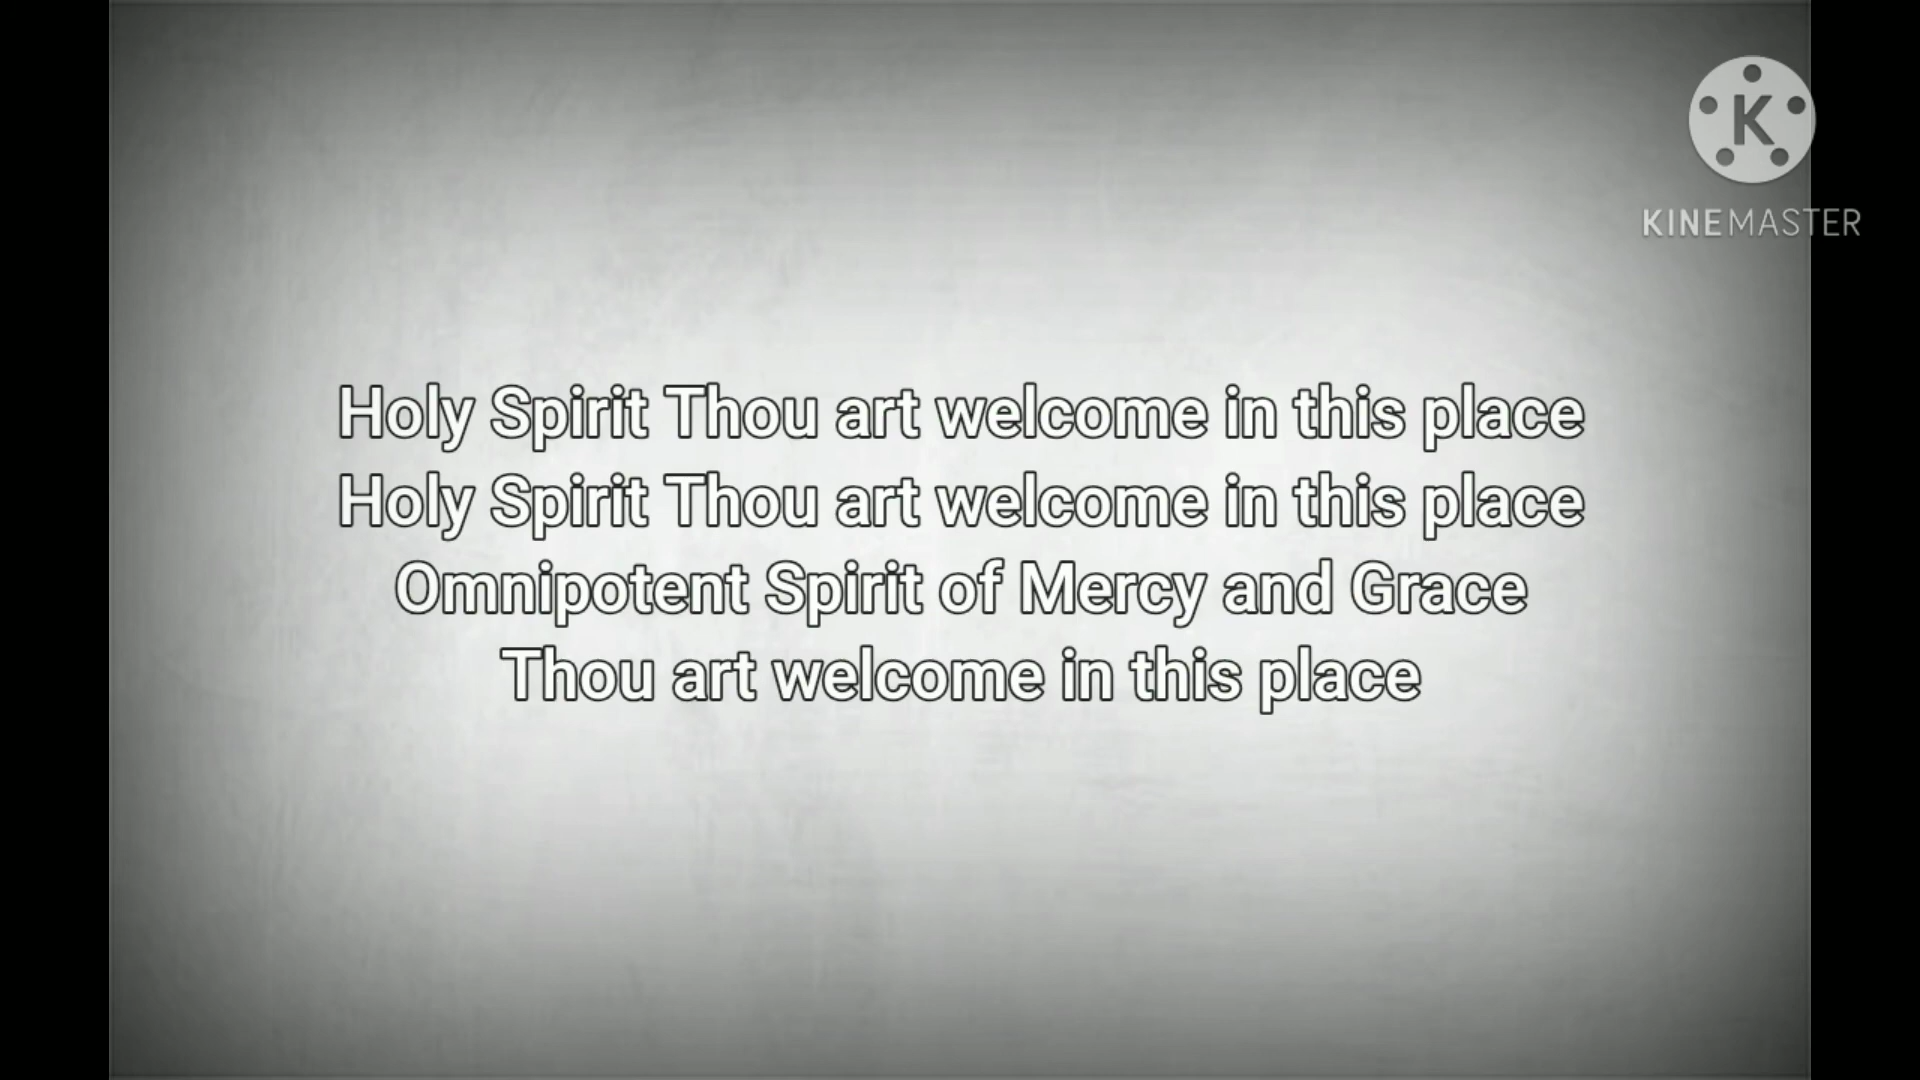 K
KINEMASTER
Holy Spirit Thou art welcome in this place
Holy Spirit Thou art welcome in this place
Omnipotent Spirit of Mercy and Grace
Thou art welcome in this place